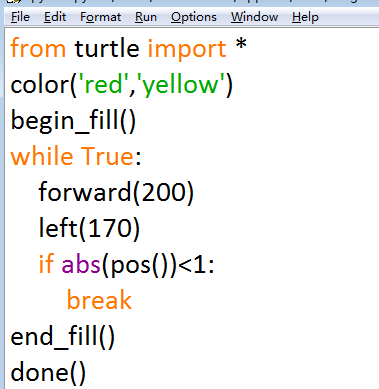 File Edit Format Run Options Window Help
from turtle import *
color('red','yellow')
begin_fill()
while True:
    forward(200)
    left(170)
    if abs(pos())<1:
        break
end_fill()
done()